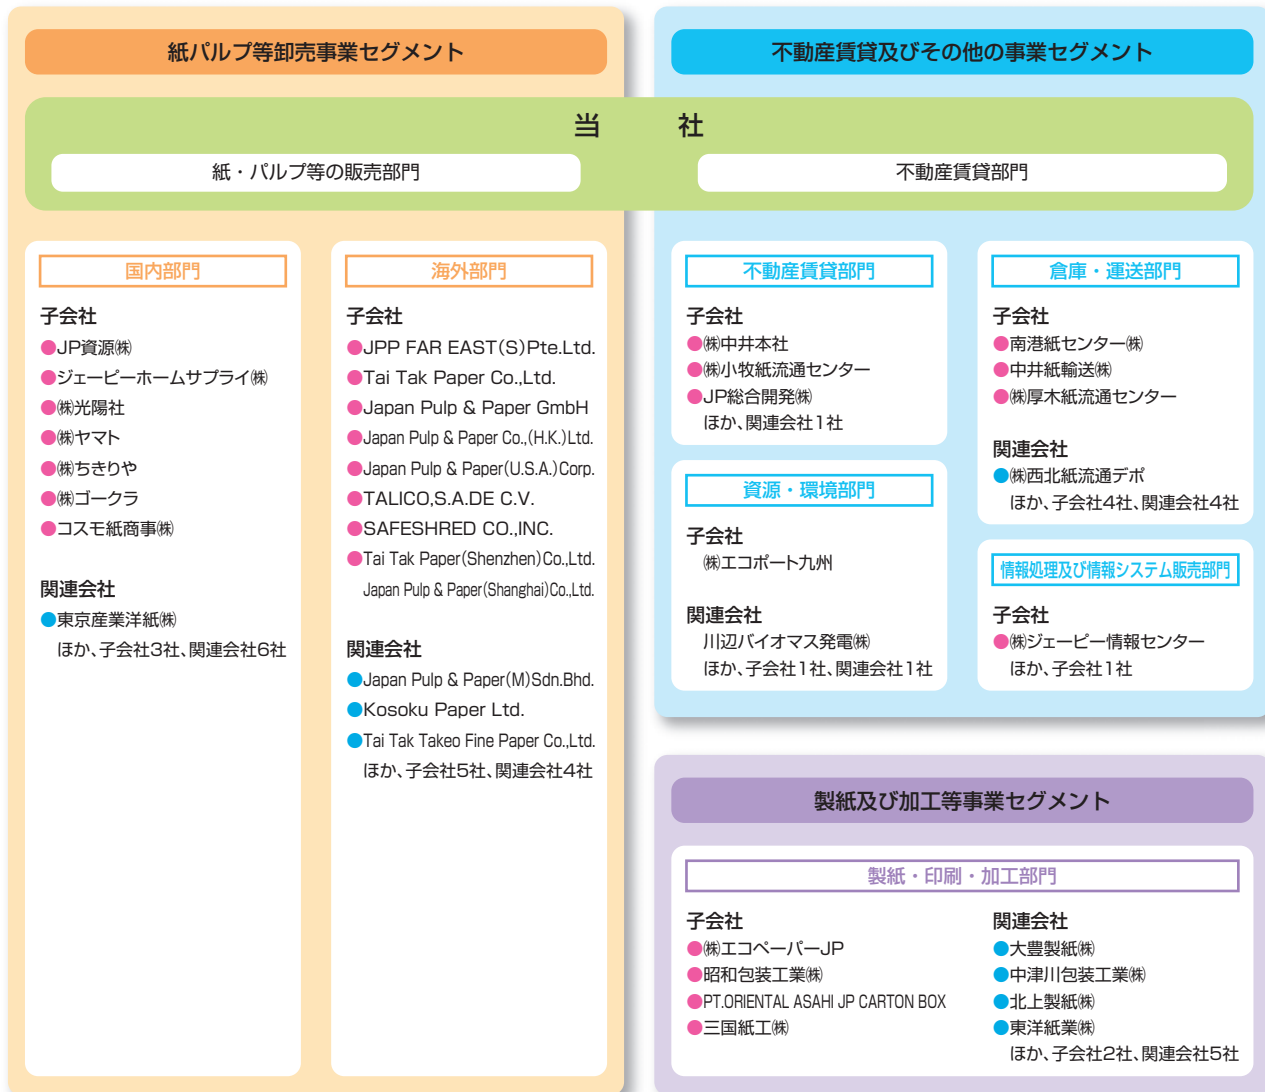 紙パルプ等卸売事業セグメント
不動産賃貸及びその他の事業セグメント
当 社
紙・パルプ等の販売部門
不動産賃貸部門
国内部門
子会社
●JP資源㈱
●ジェーピーホームサプライ㈱
●㈱光陽社
●㈱ヤマト
●㈱ちきりや
●㈱ゴークラ
●コスモ紙商事㈱
関連会社
●東京産業洋紙㈱
ほか、子会社3社、関連会社6社
海外部門
子会社
●JPP FAR EAST(S)Pte.Ltd.
●Tai Tak Paper Co.,Ltd.
●Japan Pulp & Paper GmbH
●Japan Pulp & Paper Co.,(H.K.)Ltd.
●Japan Pulp & Paper(U.S.A.)Corp.
●TALICO,S.A.DE C.V.
●SAFESHRED CO.,INC.
●Tai Tak Paper(Shenzhen)Co.,Ltd.
Japan Pulp & Paper(Shanghai)Co.,Ltd.
関連会社
●Japan Pulp & Paper(M)Sdn.Bhd.
●Kosoku Paper Ltd.
●Tai Tak Takeo Fine Paper Co.,Ltd.
ほか、子会社5社、関連会社4社
不動産賃貸部門
子会社
●㈱中井本社
●㈱小牧紙流通センター
●JP総合開発㈱
ほか、関連会社1社
資源・環境部門
子会社
㈱エコポート九州
関連会社
川辺バイオマス発電㈱
ほか、子会社1社、関連会社1社
倉庫・運送部門
子会社
●南港紙センター㈱
●中井紙輸送㈱
●㈱厚木紙流通センター
関連会社
●㈱西北紙流通デポ
ほか、子会社4社、関連会社4社
情報処理及び情報システム販売部門
子会社
●㈱ジェーピー情報センター
ほか、子会社1社
製紙及び加工等事業セグメント
製紙・印刷・加工部門
子会社
●㈱エコペーパーJP
●昭和包装工業㈱
●PT.ORIENTAL ASAHI JP CARTON BOX
●三国紙工㈱
関連会社
●大豊製紙㈱
●中津川包装工業㈱
●北上製紙㈱
●東洋紙業㈱
ほか、子会社2社、関連会社5社